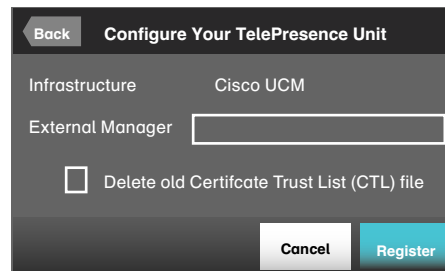 Back Configure Your TelePresence Unit
Infrastructure Cisco UCM
External Manager
Delete old Certifcate Trust List (CTL) file
Cancel Register